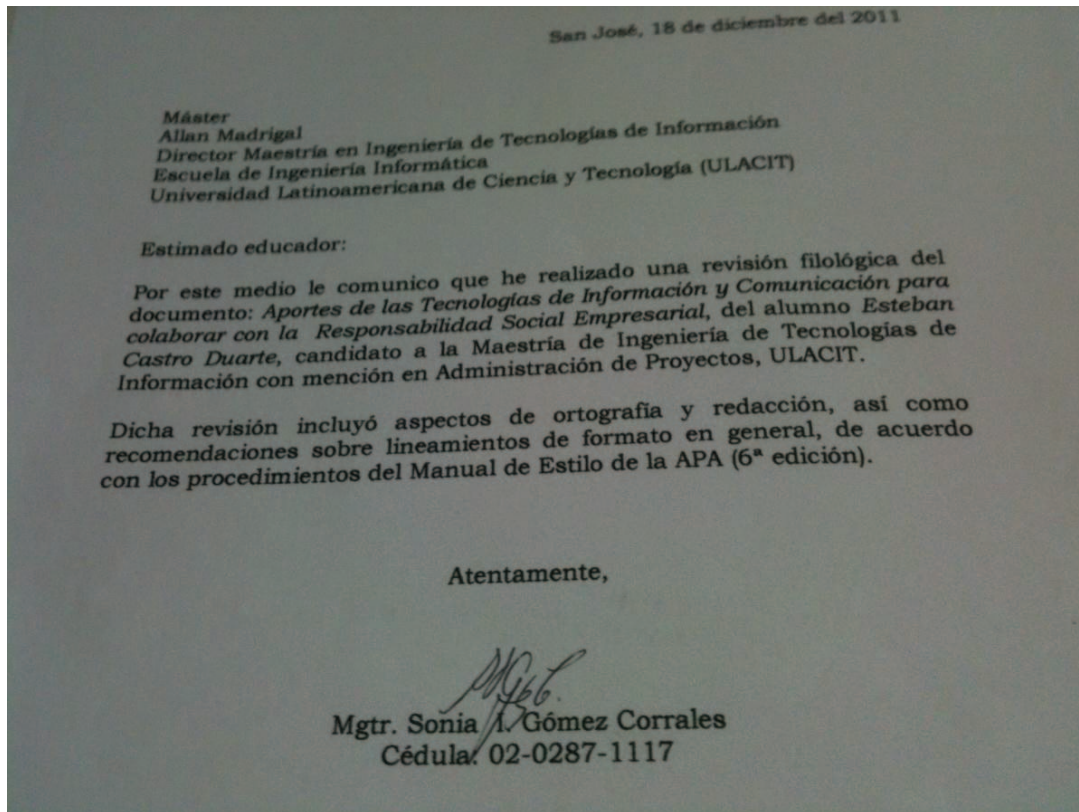 San José, 18 de diciembre del 2011
Máster
Allan Madrigal
Director Maestría en Ingeniería de Tecnologías de Información
Escuela de Ingeniería Informática
Universidad Latinoamericana de Ciencia y Tecnología (ULACIT)
Estimado educador:
Por este medio le comunico que he realizado una revisión filológica del
documento: Aportes de las Tecnologías de Información y Comunicación para
colaborar con la Responsabilidad Social Empresarial, del alumno Esteban
Castro Duarte, candidato a la Maestría de Ingeniería de Tecnologías de
Información con mención en Administración de Proyectos, ULACIT.
Dicha revisión incluyó aspectos de ortografía y redacción, así como
recomendaciones sobre lineamientos de formato en general, de acuerdo
con los procedimientos del Manual de Estilo de la APA (6ª edición).
Atentamente,
Mgtr. Sonia I. Gómez Corrales
Cédula: 02-0287-1117